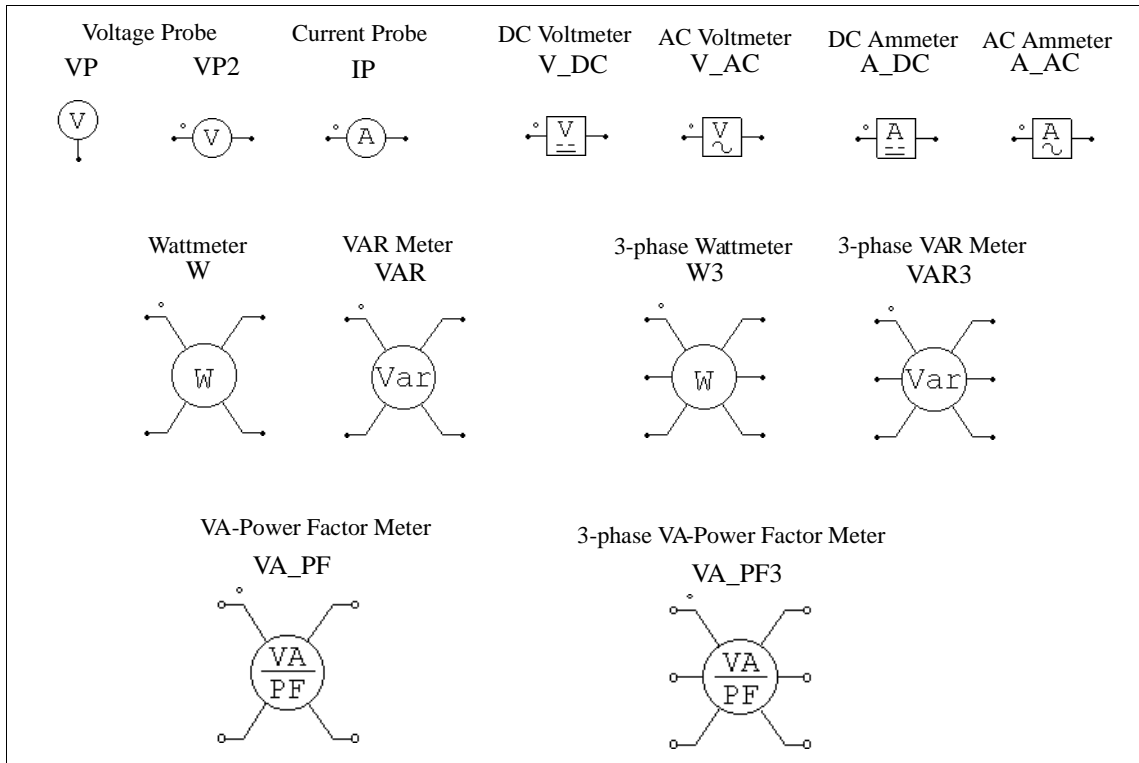 Voltage Probe
Current Probe
DC Voltmeter
AC Voltmeter
DC Ammeter
AC Ammeter
VP
VP2
IP
V_DC
V_AC
A_DC
A_AC
V
V
A
V
V
A
A
Wattmeter
VAR Meter
3-phase Wattmeter
3-phase VAR Meter
W
VAR
W3
VAR3
W
Var
W
Var
VA-Power Factor Meter
3-phase VA-Power Factor Meter
VA_PF
VA_PF3
VA
PF
VA
PF